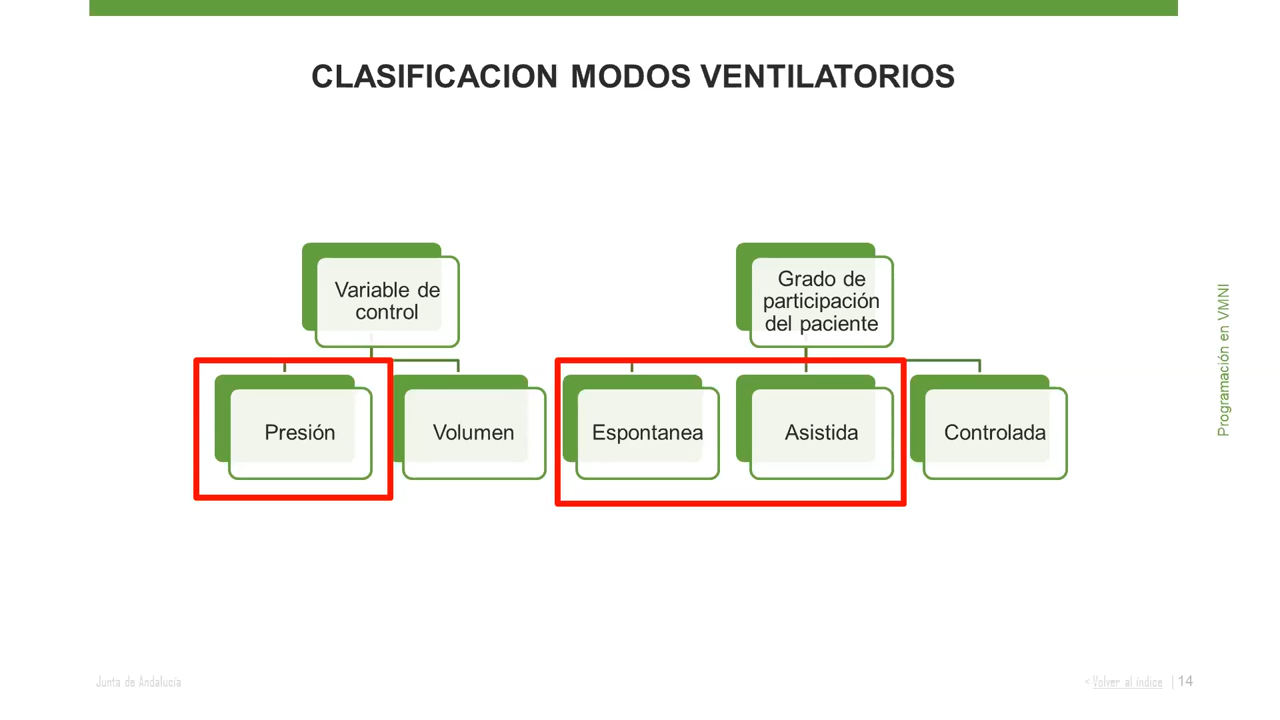 CLASIFICACION MODOS VENTILATORIOS
Variable de
control
Grado de
participación
del paciente
Presión
Volumen
Espontanea
Asistida
Controlada
Programación en VMNI
Junta de Andalucía
< Volver al índice | 14